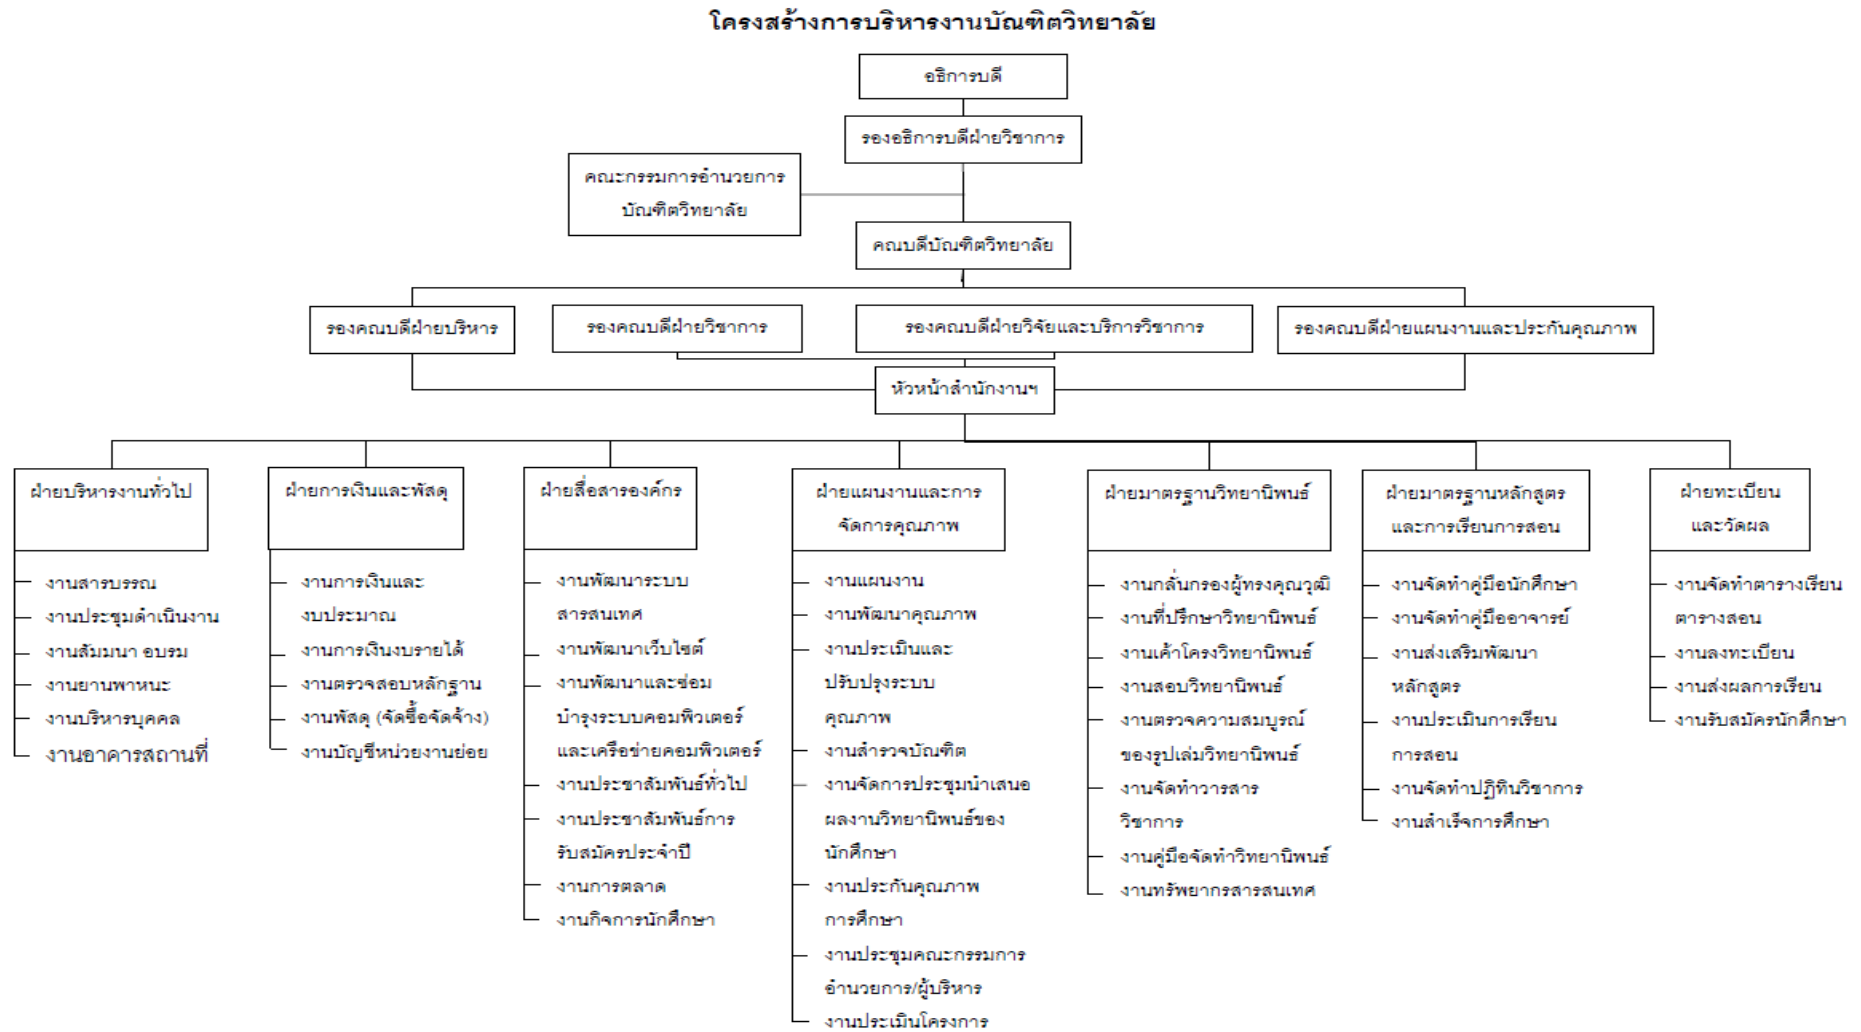 โครงสร้างการบริหารงานบัณฑิตวิทยาลัย
อธิการบดี
รองอธิการบดีฝ่ายวิชาการ
คณะกรรมการอำนวยการ
บัณฑิตวิทยาลัย
คณบดีบัณฑิตวิทยาลัย
รองคณบดีฝ่ายบริหาร
รองคณบดีฝ่ายวิชาการ
รองคณบดีฝ่ายวิจัยและบริการวิชาการ
รองคณบดีฝ่ายแผนงานและประกันคุณภาพ
หัวหน้าสำนักงานฯ
ฝ่ายบริหารงานทั่วไป
งานสารบรรณ
งานประชุมดำเนินงาน
งานสัมมนา อบรม
งานยานพาหนะ
งานบริหารบุคคล
งานอาคารสถานที่
ฝ่ายการเงินและพัสดุ
งานการเงินและ
งบประมาณ
งานการเงินงบรายได้
งานตรวจสอบหลักฐาน
งานพัสดุ (จัดซื้อจัดจ้าง)
งานบัญชีหน่วยงานย่อย
ฝ่ายสื่อสารองค์กร
งานพัฒนาระบบ
สารสนเทศ
งานพัฒนาเว็บไซต์
งานพัฒนาและซ่อม
บำรุงระบบคอมพิวเตอร์
และเครือข่ายคอมพิวเตอร์
งานประชาสัมพันธ์ทั่วไป
งานประชาสัมพันธ์การ
รับสมัครประจำปี
งานการตลาด
งานกิจการนักศึกษา
ฝ่ายแผนงานและการ
จัดการคุณภาพ
งานแผนงาน
งานพัฒนาคุณภาพ
งานประเมินและ
ปรับปรุงระบบ
คุณภาพ
งานสำรวจบัณฑิต
งานจัดการประชุมนำเสนอ
ผลงานวิทยานิพนธ์ของ
นักศึกษา
งานประกันคุณภาพ
การศึกษา
งานประชุมคณะกรรมการ
อำนวยการ/ผู้บริหาร
งานประเมินโครงการ
ฝ่ายมาตรฐานวิทยานิพนธ์
งานกลั่นกรองผู้ทรงคุณวุฒิ
งานที่ปรึกษาวิทยานิพนธ์
งานเค้าโครงวิทยานิพนธ์
งานสอบวิทยานิพนธ์
งานตรวจความสมบูรณ์
ของรูปเล่มวิทยานิพนธ์
งานจัดทำวารสาร
วิชาการ
งานคู่มือจัดทำวิทยานิพนธ์
งานทรัพยากรสารสนเทศ
ฝ่ายมาตรฐานหลักสูตร
และการเรียนการสอน
งานจัดทำคู่มือนักศึกษา
งานจัดทำคู่มืออาจารย์
งานส่งเสริมพัฒนา
หลักสูตร
งานประเมินการเรียน
การสอน
งานจัดทำปฏิทินวิชาการ
งานสำเร็จการศึกษา
ฝ่ายทะเบียน
และวัดผล
งานจัดทำตารางเรียน
ตารางสอน
งานลงทะเบียน
งานส่งผลการเรียน
งานรับสมัครนักศึกษา